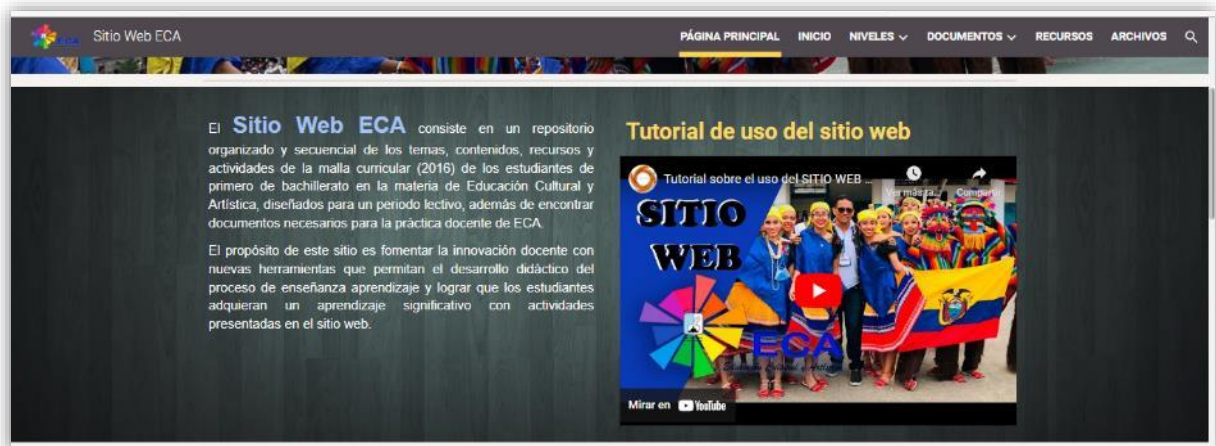 ECA
Sitio Web ECA
PÁGINA PRINCIPAL
INICIO
NIVELES
DOCUMENTOS
RECURSOS
ARCHIVOS
El Sitio Web ECA consiste en un repositorio
organizado y secuencial de los temas, contenidos, recursos y
actividades de la malla curricular (2016) de los estudiantes de
primero de bachillerato en la materia de Educación Cultural y
Artística, diseñados para un periodo lectivo, además de encontrar
documentos necesarios para la práctica docente de ECA.
El propósito de este sitio es fomentar la innovación docente con
nuevas herramientas que permitan el desarrollo didáctico del
proceso de enseñanza aprendizaje y lograr que los estudiantes
adquieran un aprendizaje significativo con actividades
presentadas en el sitio web.
Tutorial de uso del sitio web
Tutorial sobre el uso del SITIO WEB ...
Ver más ta...
Compartir
SITIO
WEB
ECA
Mirar en YouTube